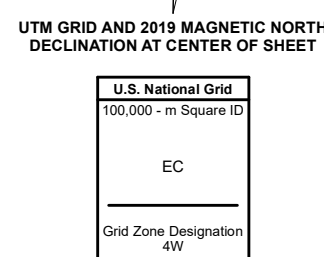 UTM GRID AND 2019 MAGNETIC NORTH
DECLINATION AT CENTER OF SHEET
U.S. National Grid
100,000 - m Square ID
EC
Grid Zone Designation
4W